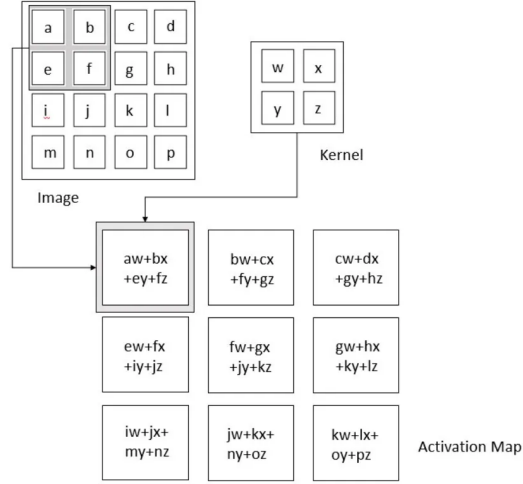 a b c d
e f g h
i j k l
m n o p
Image
w x
y z
Kernel
aw+bx
+ey+fz
bw+cx
+fy+gz
cw+dx
+gy+hz
ew+fx
+iy+jz
fw+gx
+jy+kz
gw+hx
+ky+lz
iw+jx+
my+nz
jw+kx+
ny+oz
kw+lx+
oy+pz
Activation Map